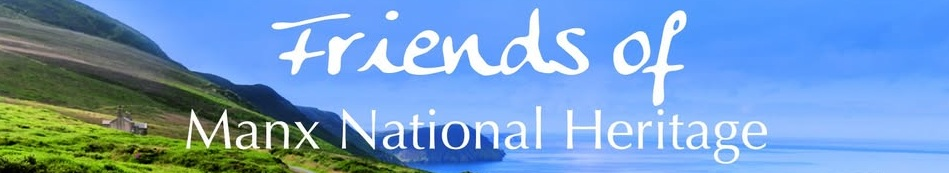 Friends of
Manx National Heritage